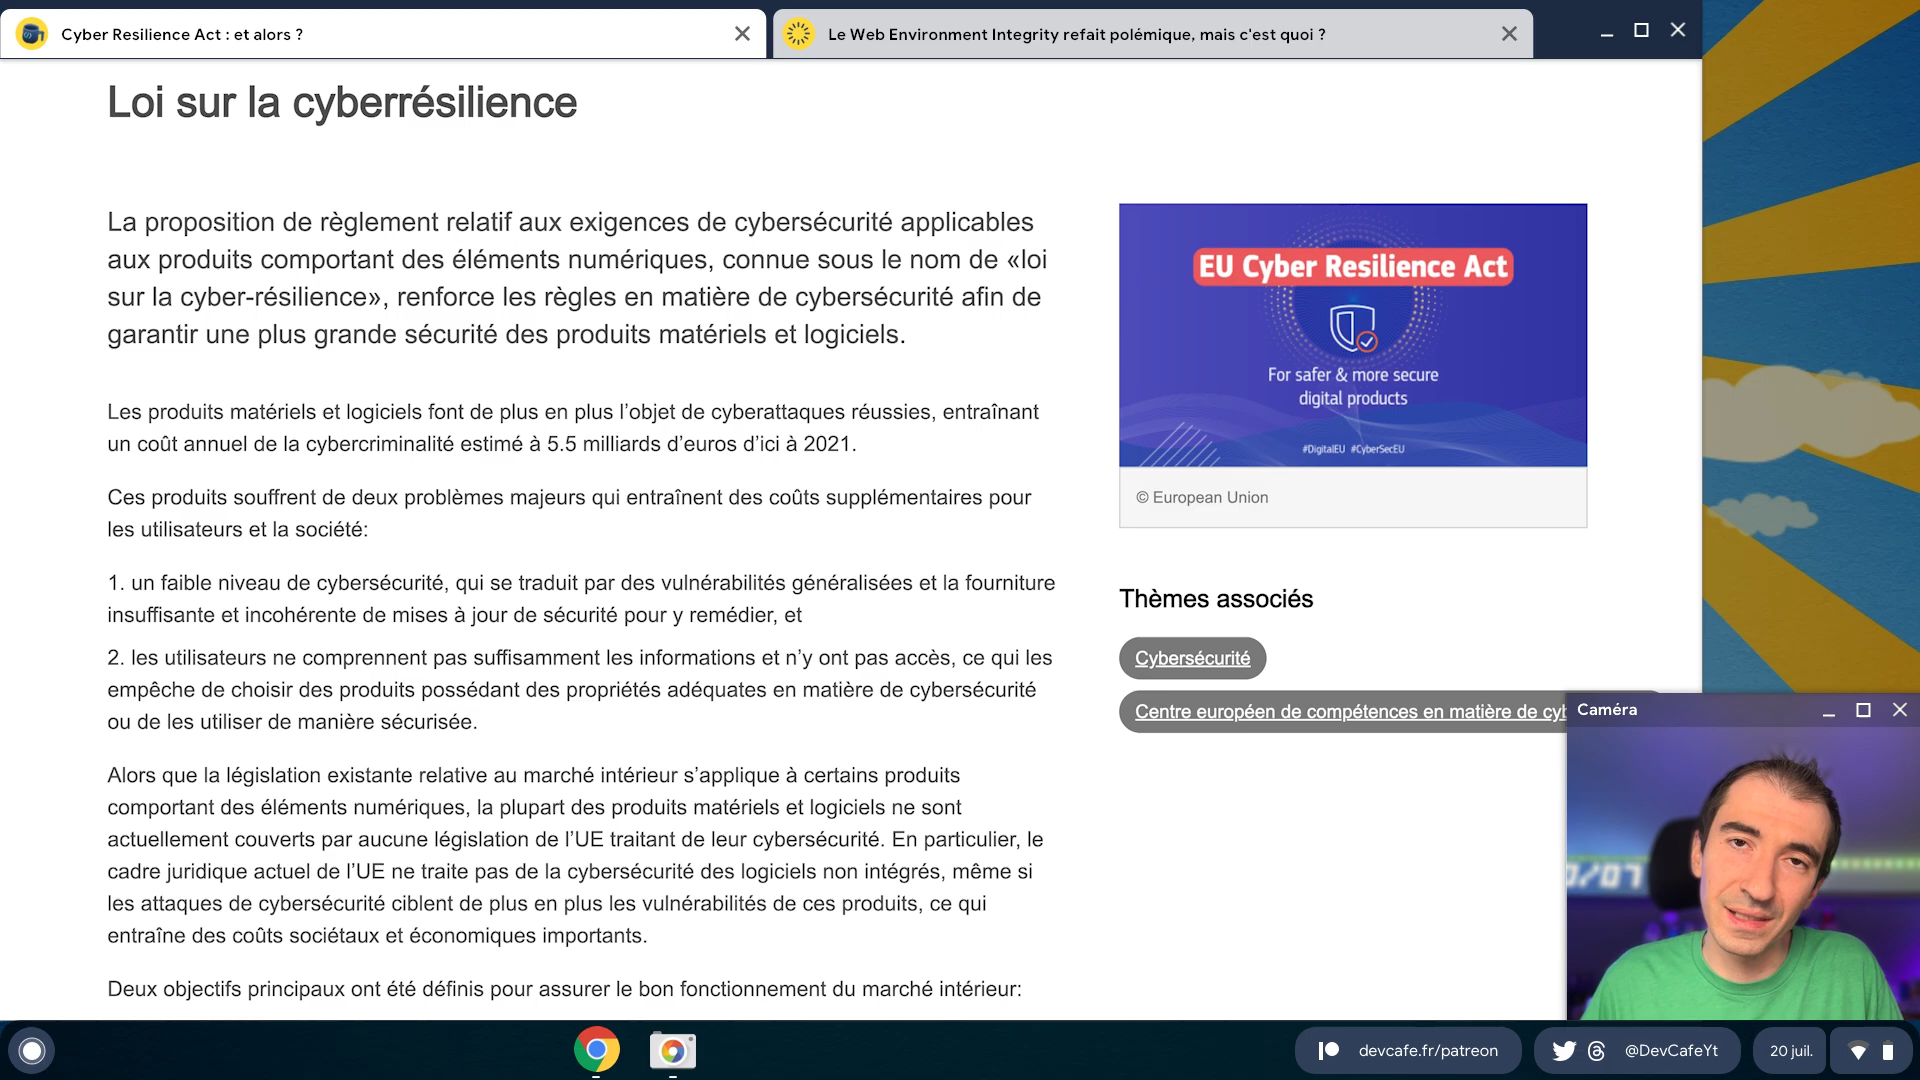 Cyber Resilience Act : et alors ?
Le Web Environment Integrity refait polémique, mais c'est quoi ?
Loi sur la cyberrésilience
La proposition de règlement relatif aux exigences de cybersécurité applicables
aux produits comportant des éléments numériques, connue sous le nom de «loi
sur la cyber-résilience», renforce les règles en matière de cybersécurité afin de
garantir une plus grande sécurité des produits matériels et logiciels.
Les produits matériels et logiciels font de plus en plus l’objet de cyberattaques réussies, entraînant
un coût annuel de la cybercriminalité estimé à 5.5 milliards d’euros d’ici à 2021.
Ces produits souffrent de deux problèmes majeurs qui entraînent des coûts supplémentaires pour
les utilisateurs et la société:
1. un faible niveau de cybersécurité, qui se traduit par des vulnérabilités généralisées et la fourniture
insuffisante et incohérente de mises à jour de sécurité pour y remédier, et
2. les utilisateurs ne comprennent pas suffisamment les informations et n’y ont pas accès, ce qui les
empêche de choisir des produits possédant des propriétés adéquates en matière de cybersécurité
ou de les utiliser de manière sécurisée.
Alors que la législation existante relative au marché intérieur s’applique à certains produits
comportant des éléments numériques, la plupart des produits matériels et logiciels ne sont
actuellement couverts par aucune législation de l’UE traitant de leur cybersécurité. En particulier, le
cadre juridique actuel de l’UE ne traite pas de la cybersécurité des logiciels non intégrés, même si
les attaques de cybersécurité ciblent de plus en plus les vulnérabilités de ces produits, ce qui
entraîne des coûts sociétaux et économiques importants.
Deux objectifs principaux ont été définis pour assurer le bon fonctionnement du marché intérieur:
EU Cyber Resilience Act
For safer & more secure
digital products
#DigitalEU #CyberSecEU
© European Union
Thèmes associés
Cybersécurité
Centre européen de compétences en matière de cyb
Caméra
0/07
devcafe.fr/patreon
@DevCafeYt
20 juil.